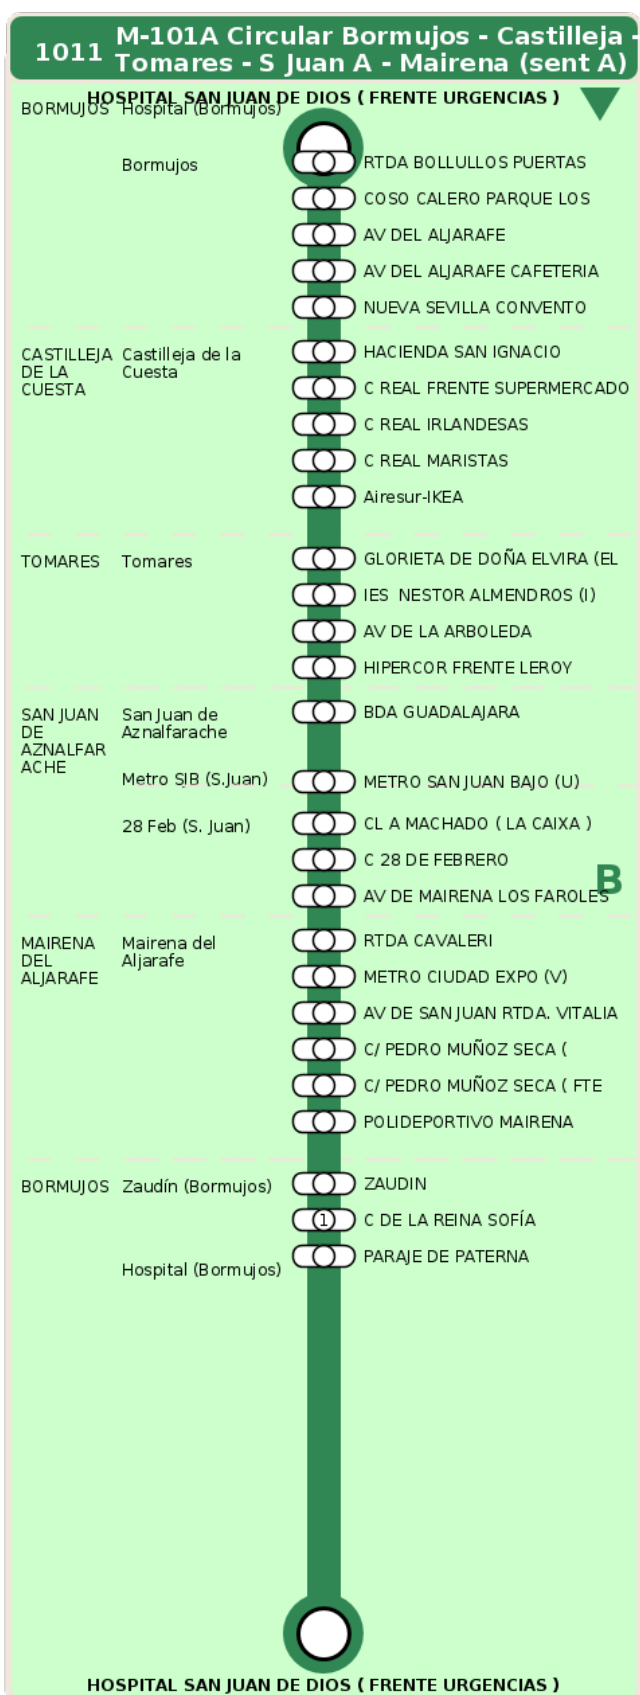 1011
M-101A Circular Bormujos - Castilleja -
Tomares - S Juan A - Mairena (sent A)
HOSPITAL SAN JUAN DE DIOS ( FRENTE URGENCIAS )
BORMUJOS Hospital (Bormujos)
Bormujos RTDA BOLLULLOS PUERTAS
COSO CALERO PARQUE LOS
AV DEL ALJARAFE
AV DEL ALJARAFE CAFETERIA
NUEVA SEVILLA CONVENTO
CASTILLEJA
DE LA
CUESTA
Castilleja de la
Cuesta
HACIENDA SAN IGNACIO
C REAL FRENTE SUPERMERCADO
C REAL IRLANDESAS
C REAL MARISTAS
Airesur-IKEA
TOMARES Tomares GLORIETA DE DOÑA ELVIRA (EL
IES NESTOR ALMENDROS (I)
AV DE LA ARBOLEDA
HIPERCOR FRENTE LEROY
SAN JUAN
DE
AZNALFAR
ACHE
San Juan de
Aznalfarache
BDA GUADALAJARA
Metro SJB (S.Juan) METRO SAN JUAN BAJO (U)
28 Feb (S. Juan) CL A MACHADO ( LA CAIXA )
C 28 DE FEBRERO
B
AV DE MAIRENA LOS FAROLES
MAIRENA
DEL
ALJARAFE
Mairena del
Aljarafe
RTDA CAVALERI
METRO CIUDAD EXPO (V)
AV DE SAN JUAN RTDA. VITALIA
C/ PEDRO MUÑOZ SECA (
C/ PEDRO MUÑOZ SECA ( FTE
POLIDEPORTIVO MAIRENA
BORMUJOS Zaudín (Bormujos) ZAUDIN
1 C DE LA REINA SOFÍA
PARAJE DE PATERNA
Hospital (Bormujos)
HOSPITAL SAN JUAN DE DIOS ( FRENTE URGENCIAS )